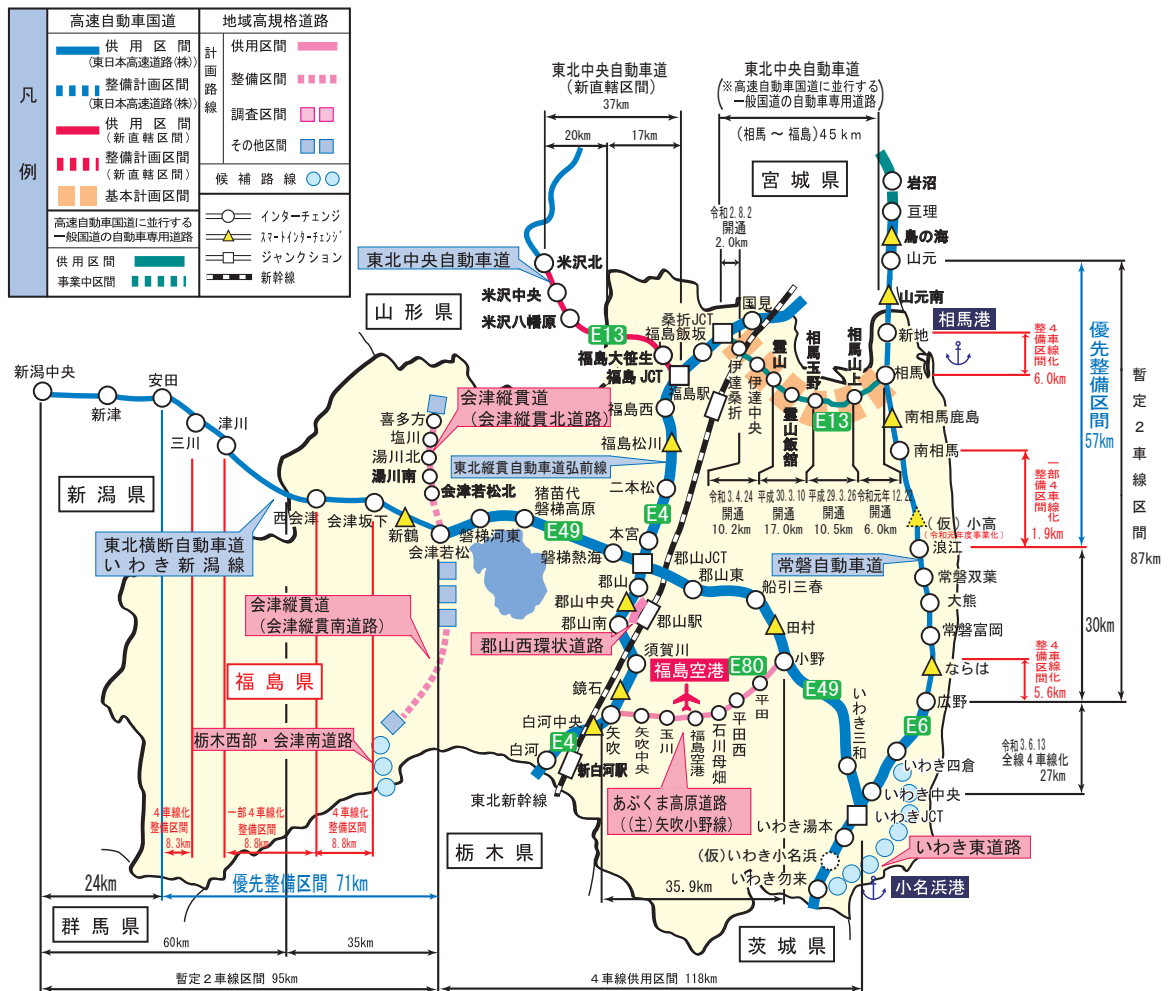 凡
例
高速自動車国道
供用区間
(東日本高速道路(株))
整備計画区間
(東日本高速道路(株))
供用区間
(新直轄区間)
整備計画区間
(新直轄区間)
基本計画区間
高速自動車国道に並行する
一般国道の自動車専用道路
供用区間
事業中区間
地域高規格道路
計画路線
供用区間
整備区間
調査区間
その他区間
候補路線
インターチェンジ
スマートインターチェンジ
ジャンクション
新幹線
東北中央自動車道
(新直轄区間)
37km
20km
17km
東北中央自動車道
(※高速自動車国道に並行する
一般国道の自動車専用道路)
(相馬～福島)45km
宮城県
令和2.8.2
開通
2.0km
岩沼
亘理
鳥の海
山元
山元南
相馬港
新地
相馬
南相馬鹿島
南相馬
(仮)小高
(令和元年度事業化)
浪江
常磐自動車道
常磐双葉
大熊
常磐富岡
ならは
広野
E6
いわき四倉
いわき中央
いわきJCT
いわき湯本
(仮)いわき小名浜
いわき勿来
いわき東道路
小名浜港
4車線化
整備区間
6.0km
優先整備区間
57km
暫定2車線区間
87km
一部4車線化
整備区間
1.9km
30km
4車線化
整備区間
5.6km
令和3.6.13
全線4車線化
27km
東北中央自動車道
米沢北
米沢中央
米沢八幡原
E13
山形県
福島大笹生
福島JCT
福島飯坂
桑折JCT
国見
福島駅
伊達桑折
伊達中央
霊山
霊山飯舘
相馬玉野
相馬山上
E13
令和3.4.24
開通
10.2km
平成30.3.10
開通
17.0km
平成29.3.26
開通
10.5km
令和元年12.22
開通
6.0km
福島西
福島松川
東北縦貫自動車道弘前線
二本松
E4
本宮
郡山JCT
郡山
郡山中央
郡山南
郡山駅
郡山西環状道路
須賀川
鏡石
白河中央
白河
E4
新白河駅
東北新幹線
新潟中央
新津
安田
三川
津川
新潟県
西会津
会津坂下
新鶴
会津若松
東北横断自動車道
いわき新潟線
喜多方
塩川
湯川北
湯川南
会津若松北
会津縦貫道
(会津縦貫北道路)
猪苗代
磐梯高原
磐梯河東
E49
磐梯熱海
郡山東
船引三春
田村
小野
E49
いわき三和
会津縦貫道
(会津縦貫南道路)
福島県
栃木西部・会津南道路
福島空港
E80
矢吹
矢吹中央
玉川
福島空港
石川母畑
平田西
平田
あぶくま高原道路
((主)矢吹小野線)
35.9km
栃木県
茨城県
群馬県
4車線化
整備区間
8.3km
一部4車線化
整備区間
8.8km
4車線化
整備区間
8.8km
24km
優先整備区間 71km
60km
35km
暫定2車線区間 95km
4車線供用区間 118km